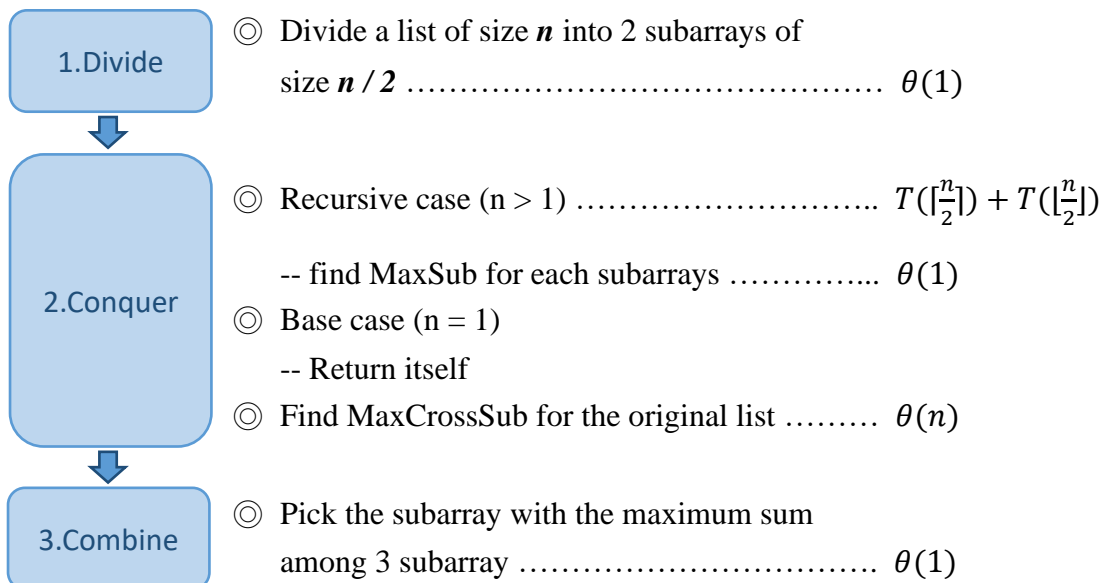 1.Divide
◎ Divide a list of size n into 2 subarrays of
size n / 2 ………………………………………… θ(1)
2.Conquer
◎ Recursive case (n > 1) ……………………….. T(⌈n/2⌉) + T(⌊n/2⌋)
-- find MaxSub for each subarrays …………... θ(1)
◎ Base case (n = 1)
-- Return itself
◎ Find MaxCrossSub for the original list ……… θ(n)
3.Combine
◎ Pick the subarray with the maximum sum
among 3 subarray ……………………………. θ(1)